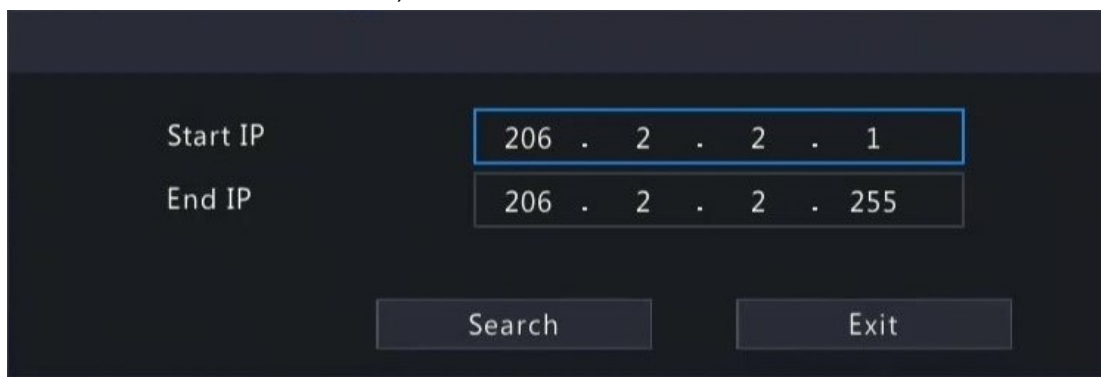 Start IP 206 . 2 . 2 . 1
End IP 206 . 2 . 2 . 255
Search Exit